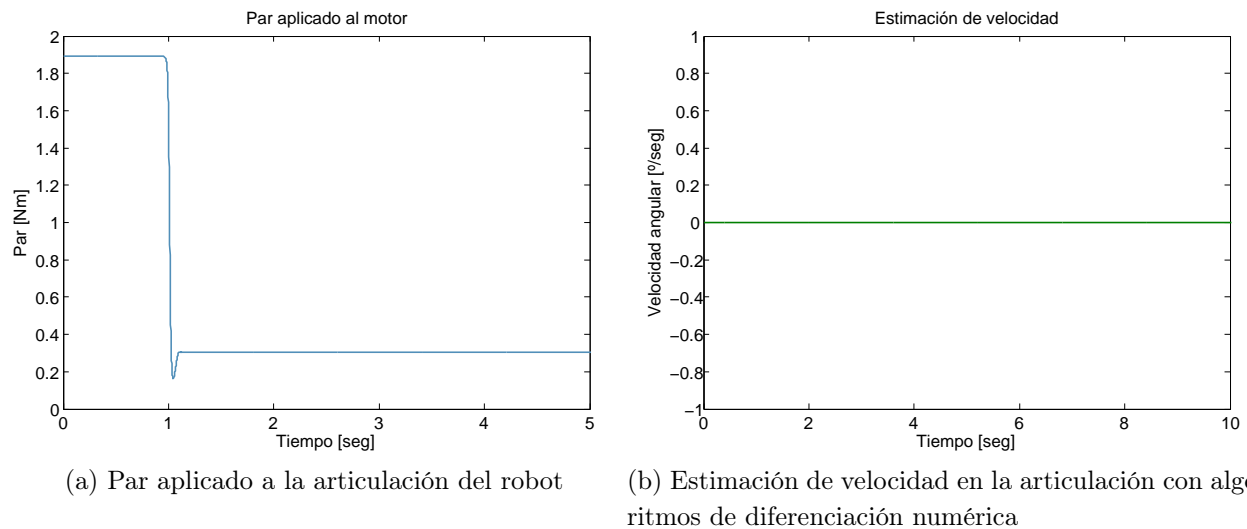 Par aplicado al motor
2
1.8
1.6
1.4
1.2
1
0.8
0.6
0.4
0.2
0
Par [Nm]
0 1 2 3 4 5
Tiempo [seg]
(a) Par aplicado a la articulación del robot
Estimación de velocidad
1
0.8
0.6
0.4
0.2
0
−0.2
−0.4
−0.6
−0.8
−1
Velocidad angular [º/seg]
0 2 4 6 8 10
Tiempo [seg]
(b) Estimación de velocidad en la articulación con algo
ritmos de diferenciación numérica